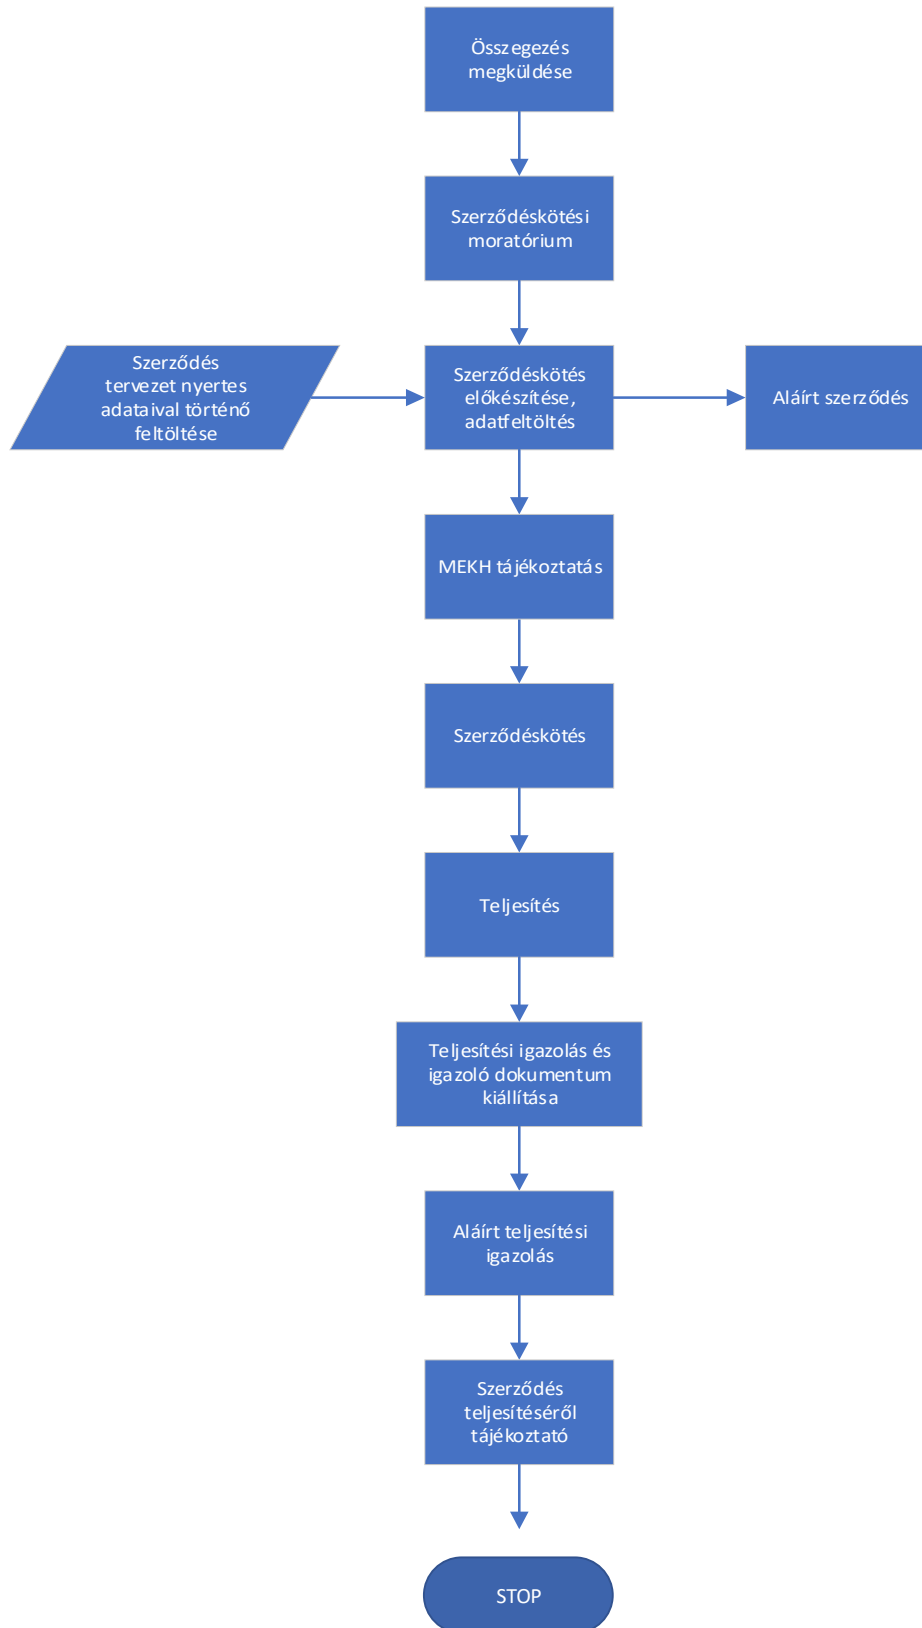 Összegezés
megküldése
Szerződéskötési
moratórium
Szerződés
tervezet nyertes
adataival történő
feltöltése
Szerződéskötés
előkészítése,
adatfeltöltés
Aláírt szerződés
MEKH tájékoztatás
Szerződéskötés
Teljesítés
Teljesítési igazolás és
igazoló dokumentum
kiállítása
Aláírt teljesítési
igazolás
Szerződés
teljesítéséről
tájékoztató
STOP